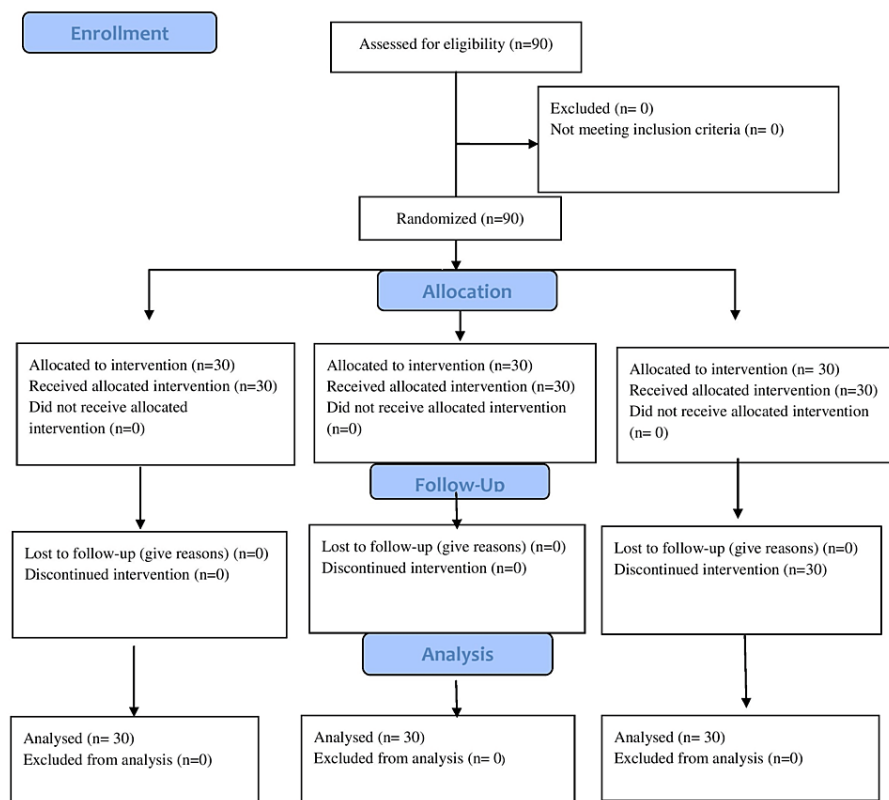 Enrollment
Assessed for eligibility (n=90)
Excluded (n= 0)
Not meeting inclusion criteria (n= 0)
Randomized (n=90)
Allocation
Allocated to intervention (n=30)
Received allocated intervention (n=30)
Did not receive allocated
intervention (n=0)
Allocated to intervention (n=30)
Received allocated intervention (n=30)
Did not receive allocated intervention
(n=0)
Allocated to intervention (n= 30)
Received allocated intervention (n=30)
Did not receive allocated intervention
(n= 0)
Follow-Up
Lost to follow-up (give reasons) (n=0)
Discontinued intervention (n=0)
Lost to follow-up (give reasons) (n=0)
Discontinued intervention (n=0)
Lost to follow-up (give reasons) (n=0)
Discontinued intervention (n=30)
Analysis
Analysed (n= 30)
Excluded from analysis (n=0)
Analysed (n= 30)
Excluded from analysis (n= 0)
Analysed (n= 30)
Excluded from analysis (n=0)